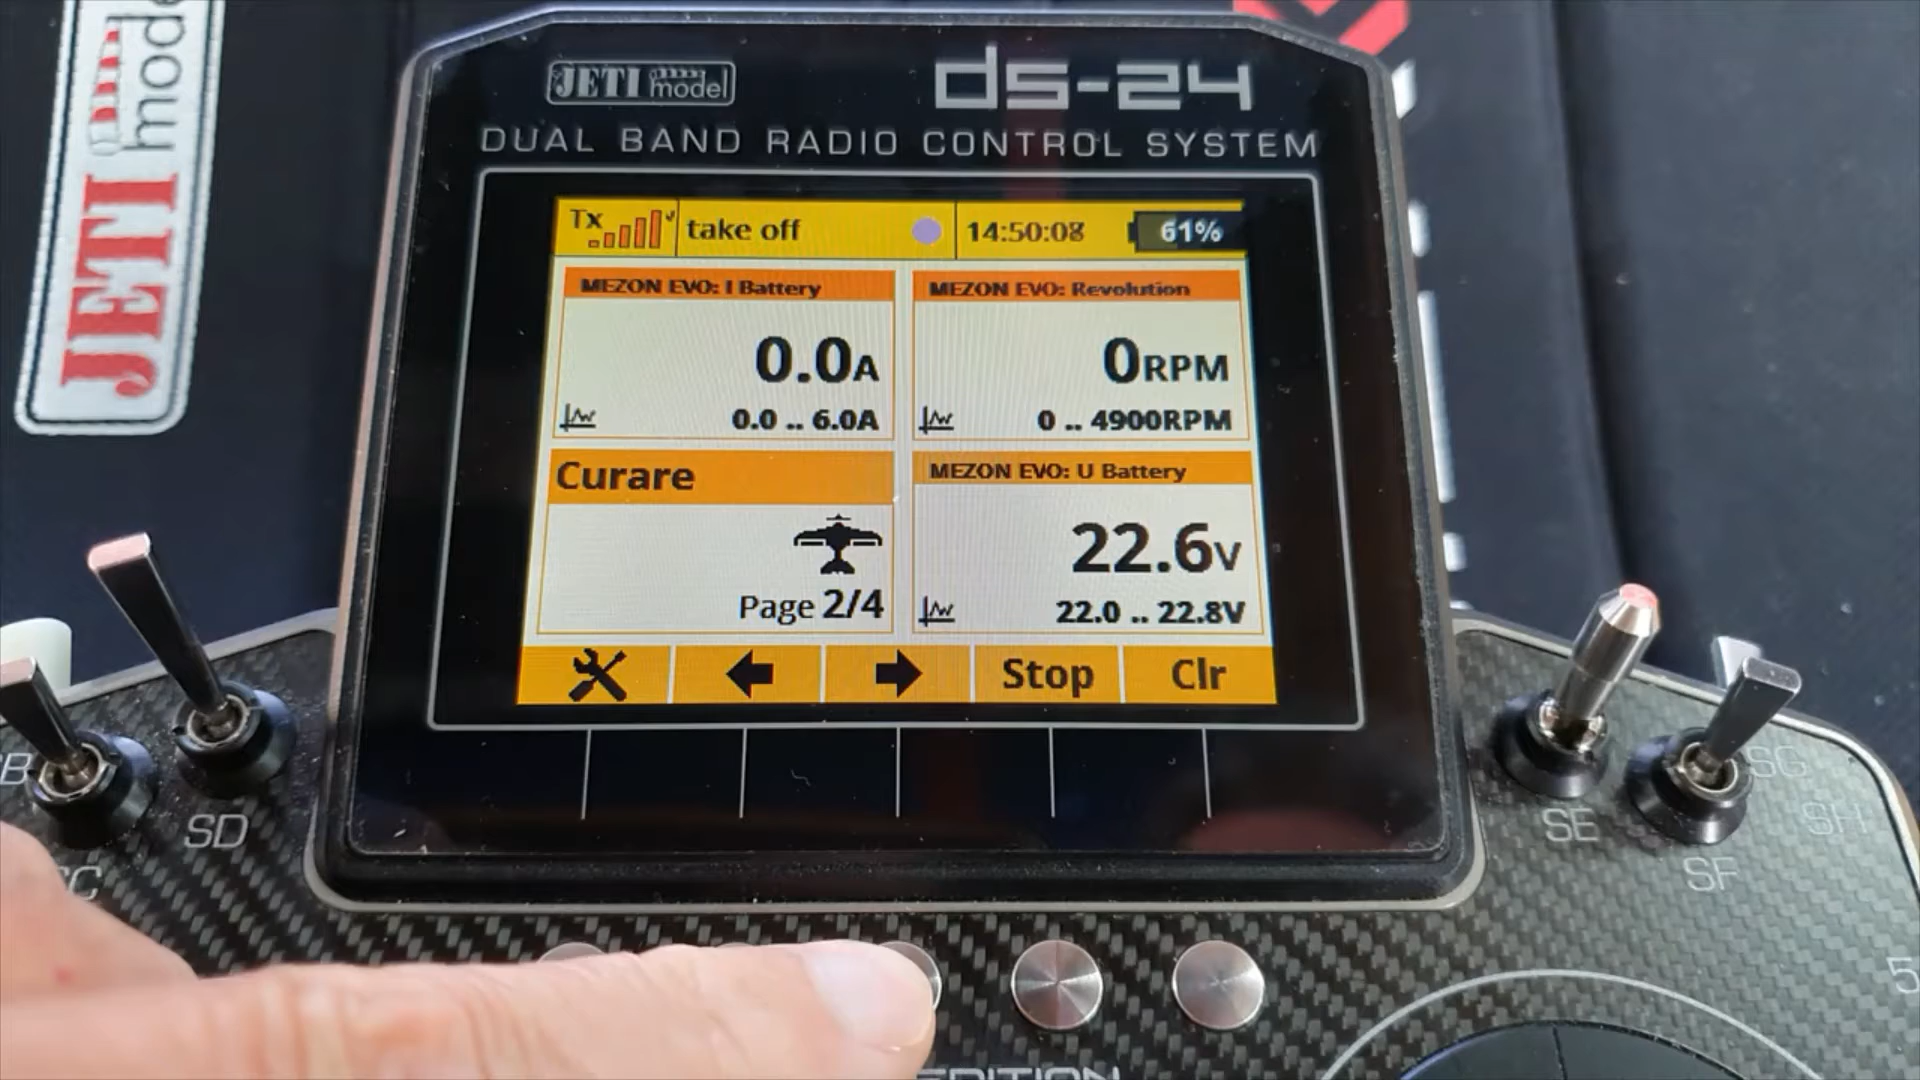 JETI model
JETI model
ds-24
DUAL BAND RADIO CONTROL SYSTEM
Tx
take off
14:50:08
61%
MEZON EVO: I Battery
0.0A
0.0 .. 6.0A
MEZON EVO: Revolution
0RPM
0 .. 4900RPM
Curare
Page 2/4
MEZON EVO: U Battery
22.6V
22.0 .. 22.8V
Stop
Clr
SD
SE
SF
SG
SH
5
EDITION